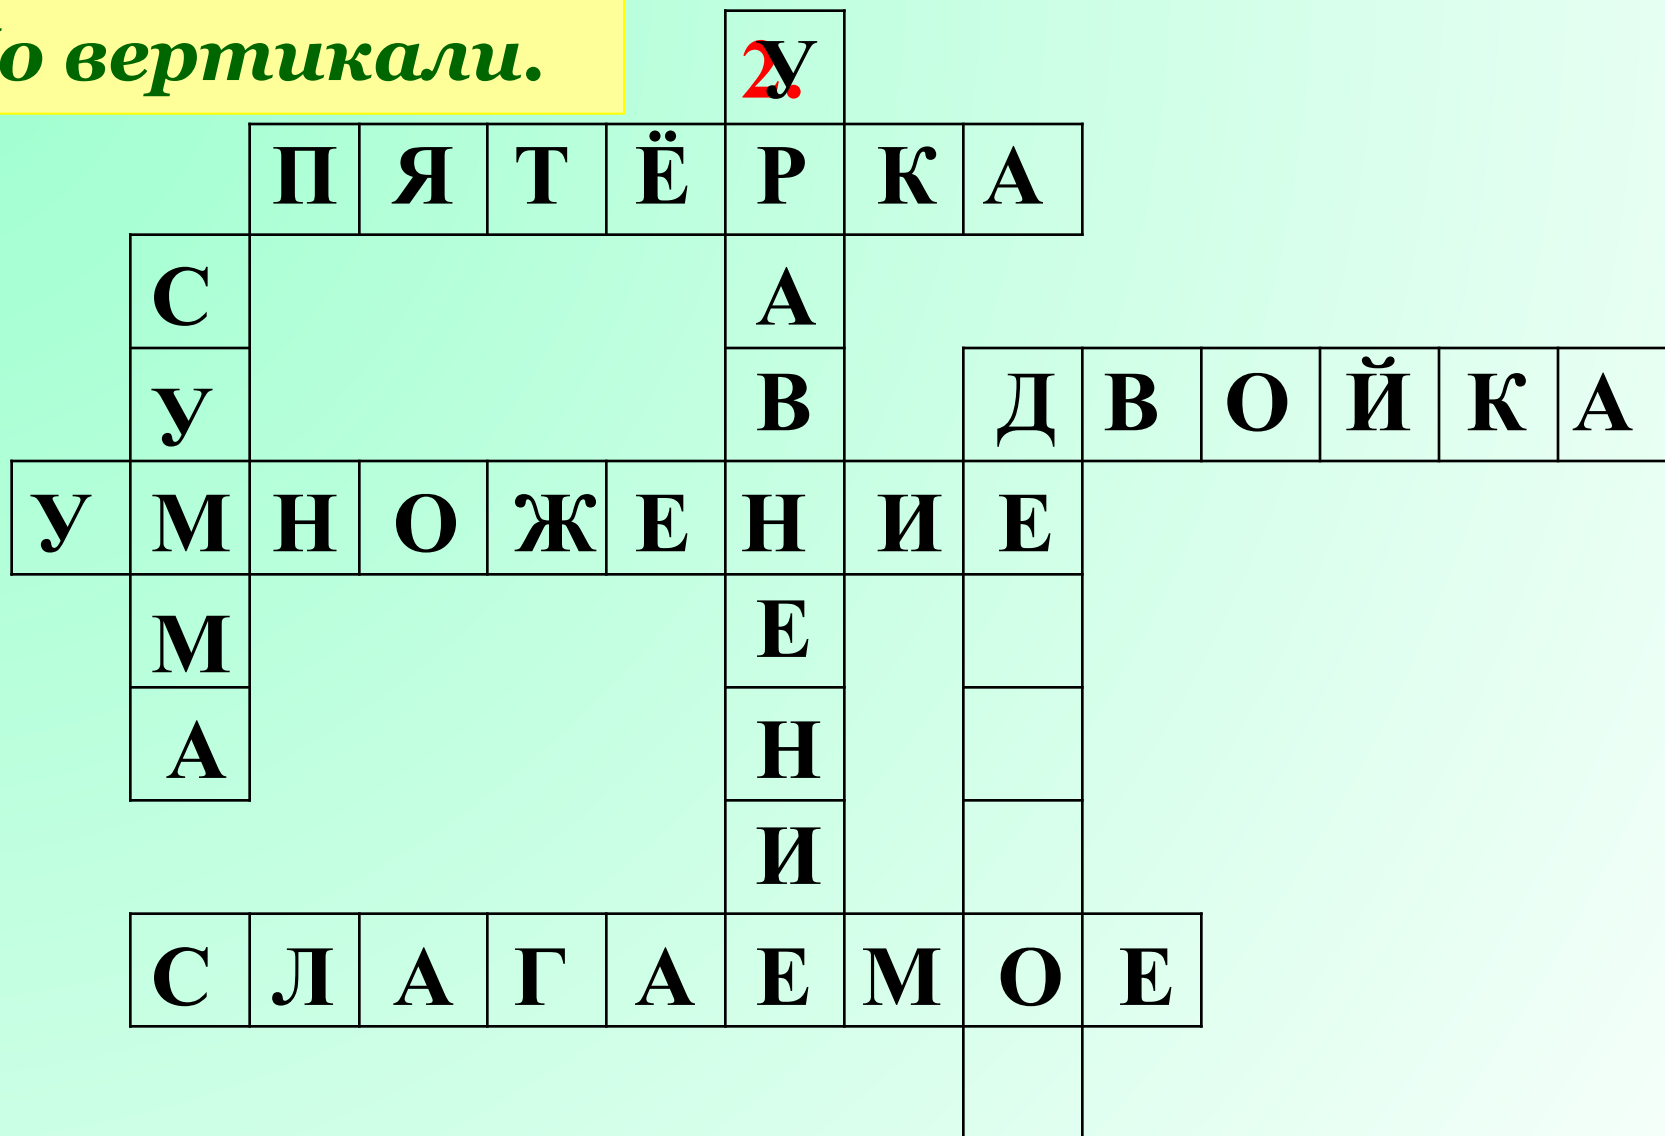 о вертикали.
2.
У
ПЯТЁРКА
С А
У В ДВОЙКА
УМНОЖЕНИЕ
М Е
А Н
И
СЛАГАЕМОЕ